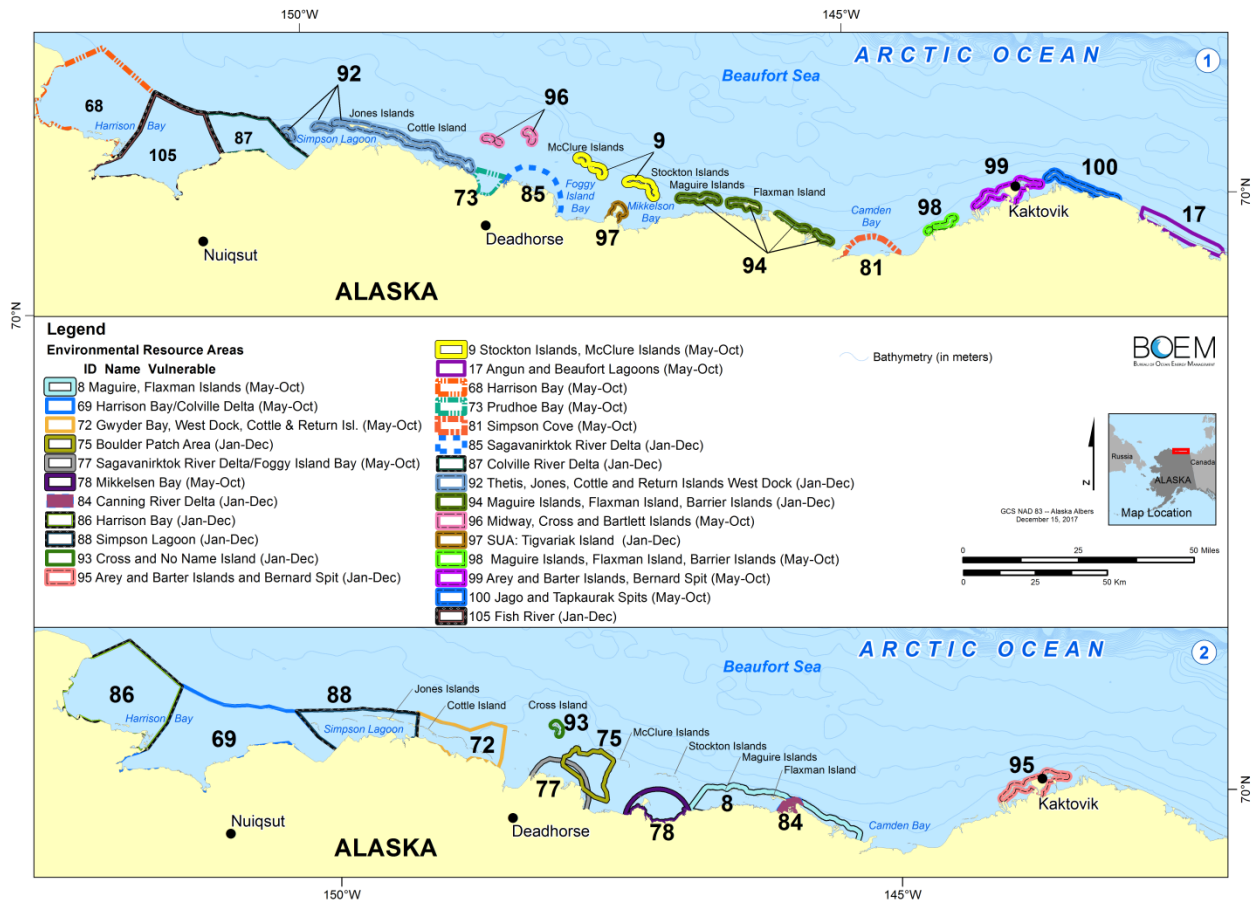 150°W
145°W
ARCTIC OCEAN
1
Beaufort Sea
92
96
68
Harrison Bay
105
87
Jones Islands
Cottle Island
Simpson Lagoon
McClure Islands
9
Stockton Islands
Maguire Islands
Flaxman Island
73
85
Foggy
Island
Bay
Mikkelson
Bay
97
94
Camden
Bay
81
98
99
100
17
Kaktovik
Deadhorse
Nuiqsut
ALASKA
70°N
70°N
Legend
Environmental Resource Areas
ID Name Vulnerable
8 Maguire, Flaxman Islands (May-Oct)
69 Harrison Bay/Colville Delta (May-Oct)
72 Gwyder Bay, West Dock, Cottle & Return Isl. (May-Oct)
75 Boulder Patch Area (Jan-Dec)
77 Sagavanirktok River Delta/Foggy Island Bay (May-Oct)
78 Mikkelsen Bay (May-Oct)
84 Canning River Delta (Jan-Dec)
86 Harrison Bay (Jan-Dec)
88 Simpson Lagoon (Jan-Dec)
93 Cross and No Name Island (Jan-Dec)
95 Arey and Barter Islands and Bernard Spit (Jan-Dec)
9 Stockton Islands, McClure Islands (May-Oct)
17 Angun and Beaufort Lagoons (May-Oct)
68 Harrison Bay (May-Oct)
73 Prudhoe Bay (May-Oct)
81 Simpson Cove (May-Oct)
85 Sagavanirktok River Delta (Jan-Dec)
87 Colville River Delta (Jan-Dec)
92 Thetis, Jones, Cottle and Return Islands West Dock (Jan-Dec)
94 Maguire Islands, Flaxman Island, Barrier Islands (Jan-Dec)
96 Midway, Cross and Bartlett Islands (May-Oct)
97 SUA: Tigvariak Island (Jan-Dec)
98 Maguire Islands, Flaxman Island, Barrier Islands (May-Oct)
99 Arey and Barter Islands, Bernard Spit (May-Oct)
100 Jago and Tapkaurak Spits (May-Oct)
105 Fish River (Jan-Dec)
Bathymetry (in meters)
BOEM
BUREAU OF OCEAN ENERGY MANAGEMENT
N
Russia
Canada
ALASKA
Map Location
GCS NAD 83 -- Alaska Albers
December 15, 2017
0 25 50 Miles
0 25 50 Km
ARCTIC OCEAN
2
Beaufort Sea
86
Harrison Bay
69
88
Jones Islands
Cottle Island
Simpson Lagoon
72
Cross Island
93
75
McClure Islands
Stockton Islands
Maguire Islands
Flaxman Island
77
78
8
84
Camden Bay
95
Kaktovik
Nuiqsut
Deadhorse
ALASKA
70°N
150°W
145°W